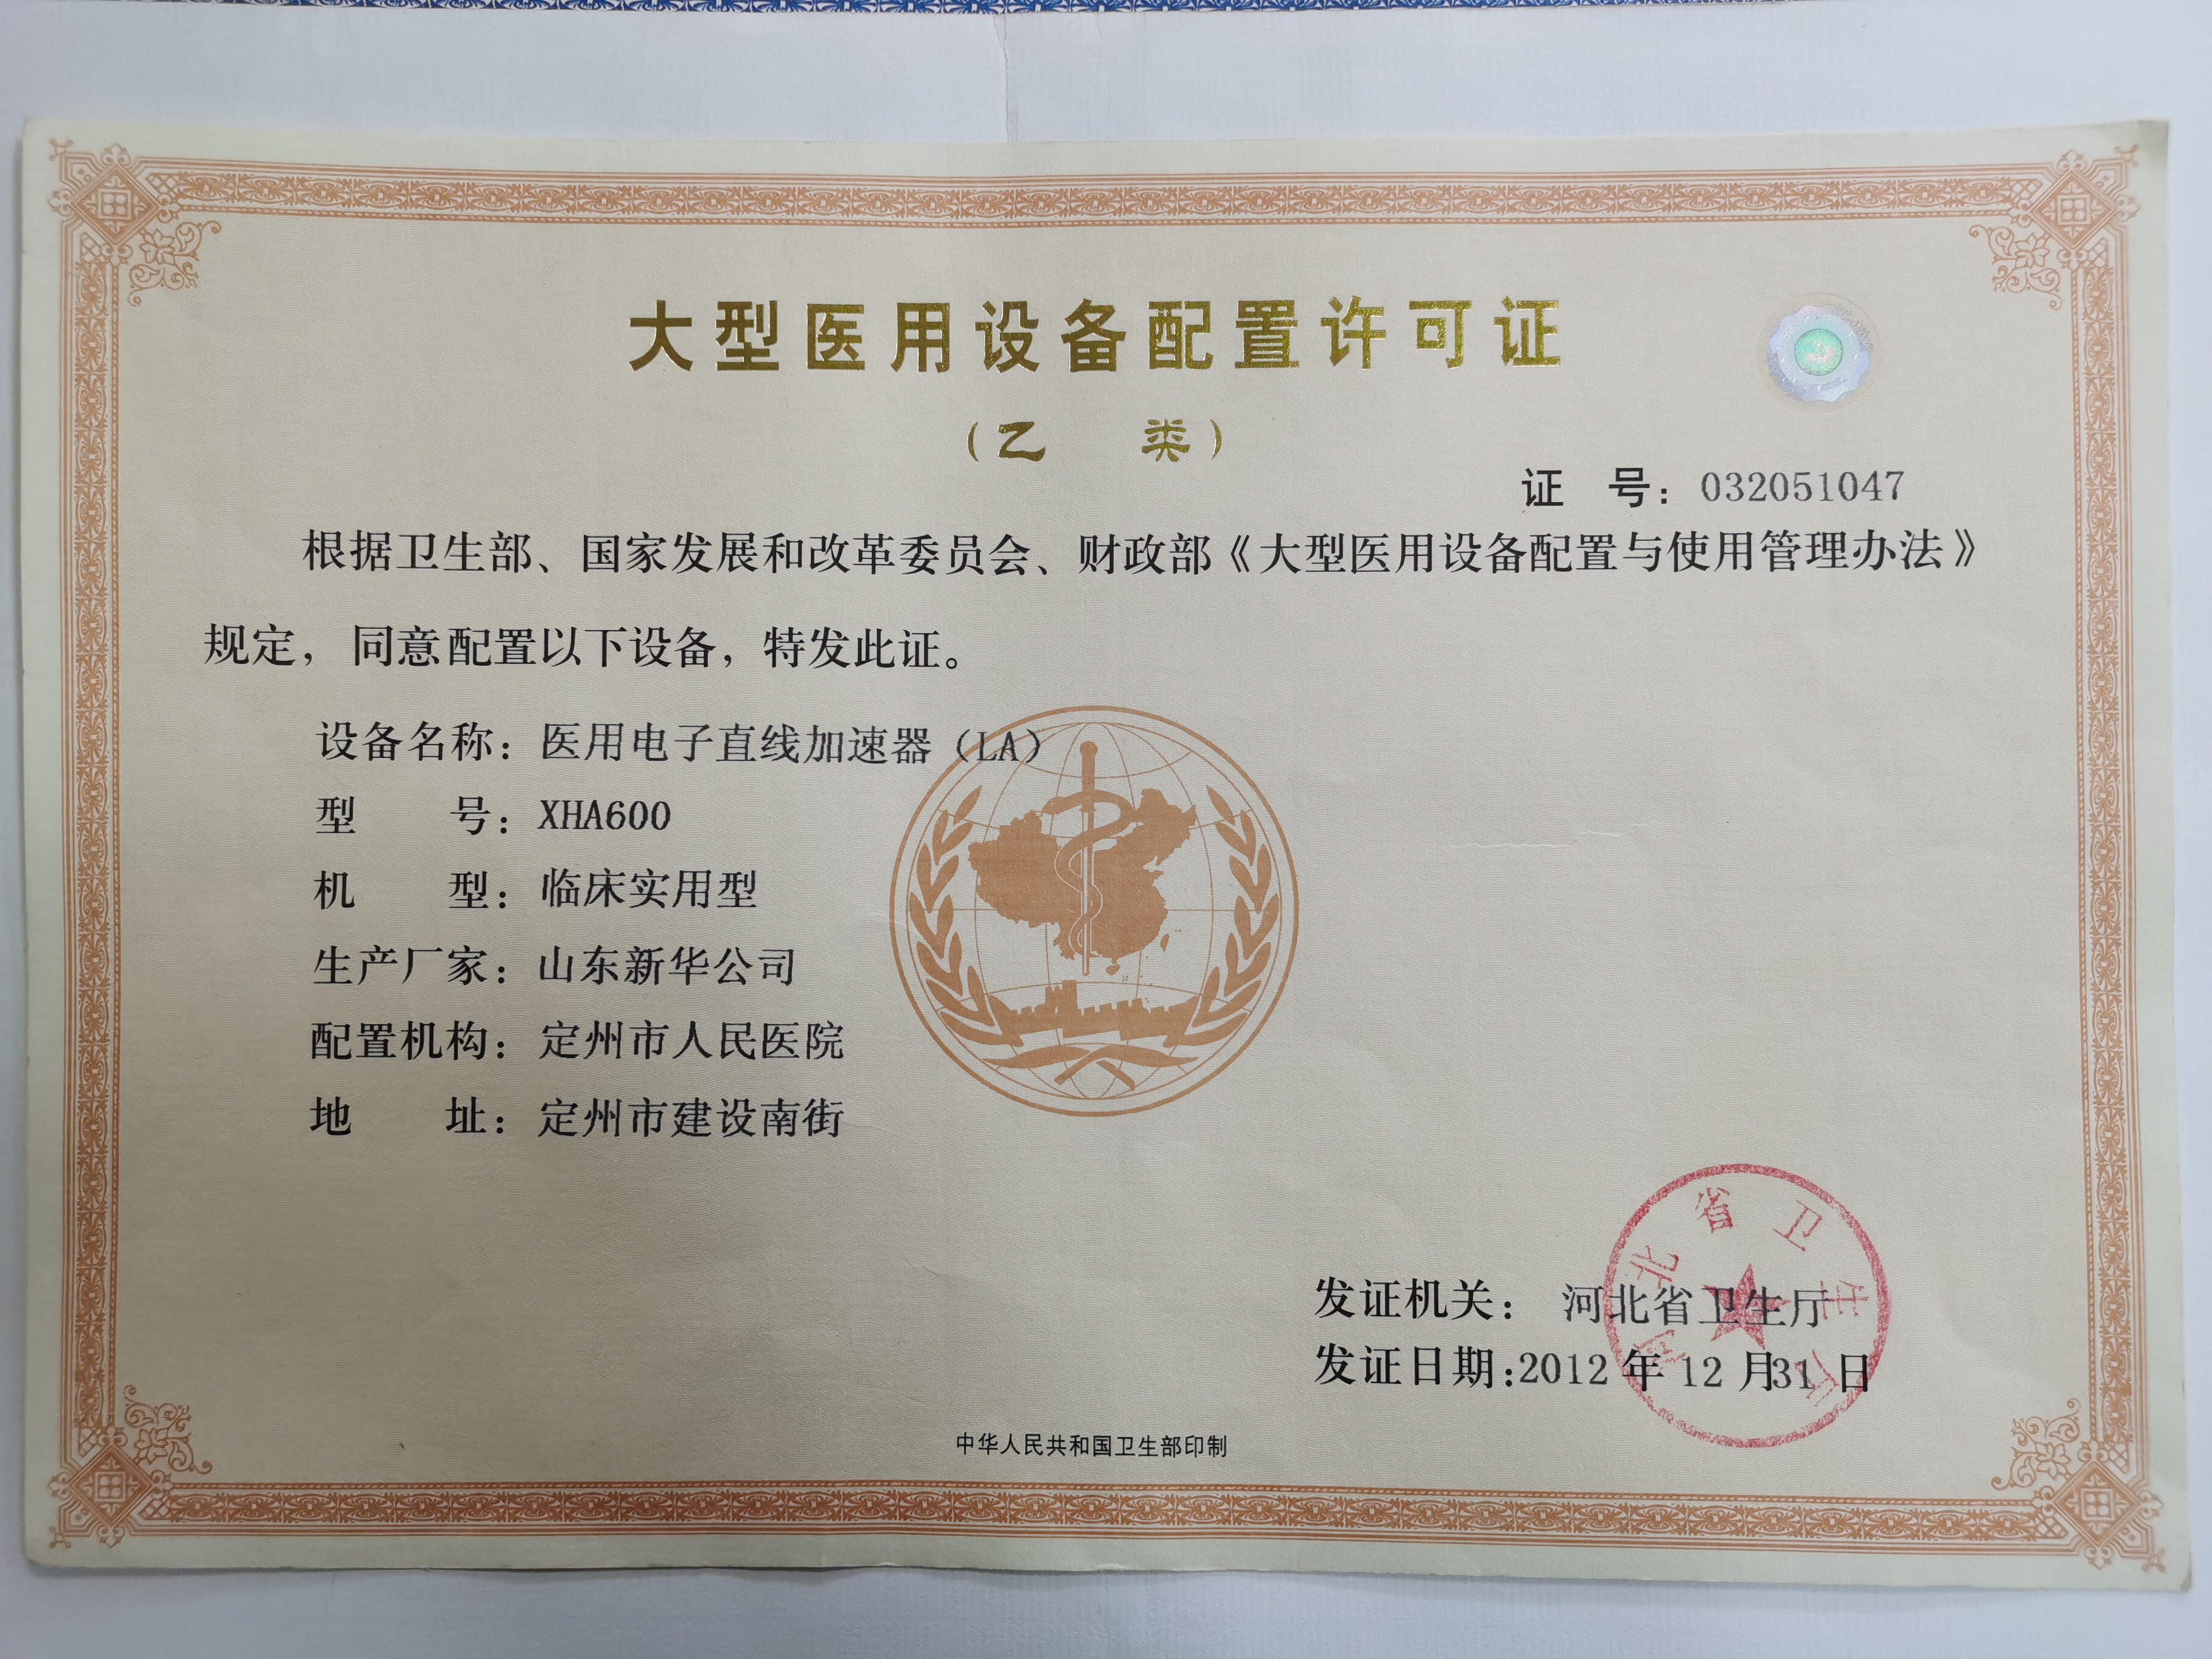 大型医用设备配置许可证
（乙 类）
证 号：032051047
根据卫生部、国家发展和改革委员会、财政部《大型医用设备配置与使用管理办法》
规定，同意配置以下设备，特发此证。
设备名称：医用电子直线加速器（LA）
型 号：XHA600
机 型：临床实用型
生产厂家：山东新华公司
配置机构：定州市人民医院
地 址：定州市建设南街
河北省卫生厅
发证机关：河北省卫生厅
发证日期:2012年12月31日
中华人民共和国卫生部印制